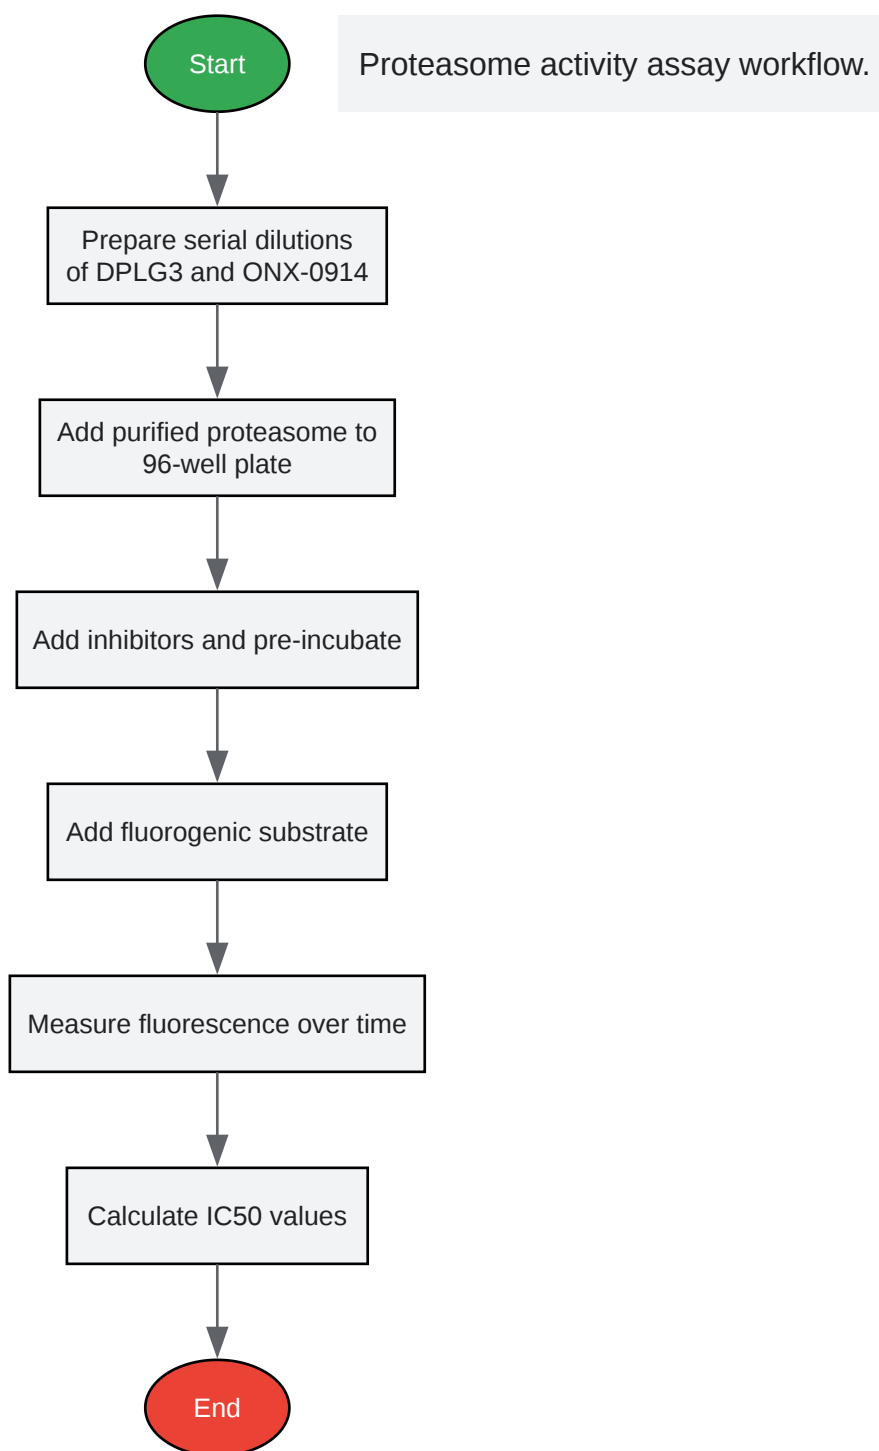 Start
Proteasome activity assay workflow.
Prepare serial dilutions
of DPLG3 and ONX-0914
Add purified proteasome to
96-well plate
Add inhibitors and pre-incubate
Add fluorogenic substrate
Measure fluorescence over time
Calculate IC50 values
End